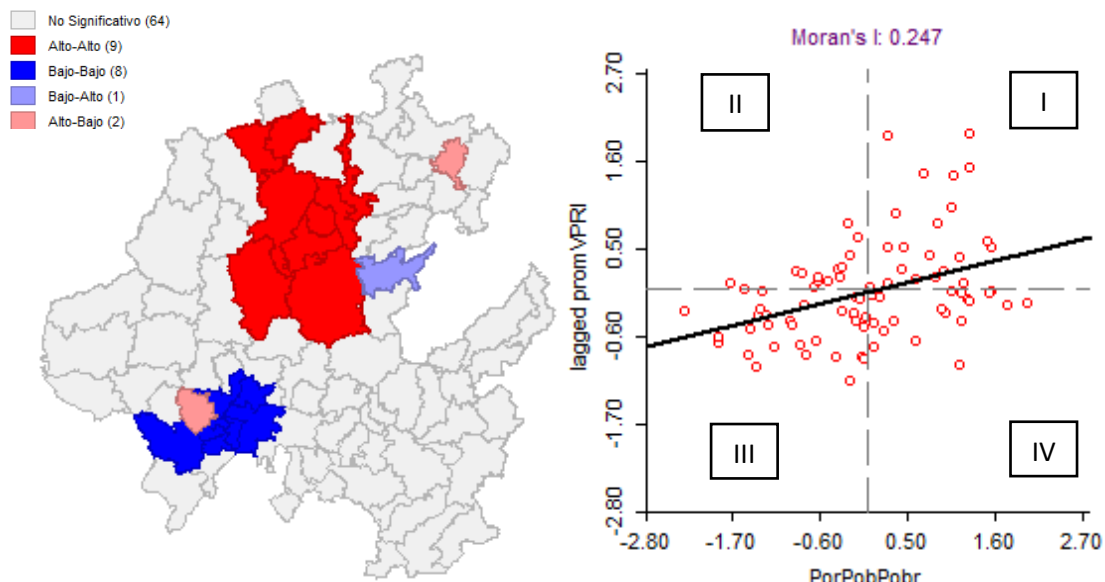 No Significativo (64)
Alto-Alto (9)
Bajo-Bajo (8)
Bajo-Alto (1)
Alto-Bajo (2)
Moran's I: 0.247
II
I
III
IV
lagged prom VPRI
2.70
1.60
0.50
-0.60
-1.70
-2.80
-2.80 -1.70 -0.60 0.50 1.60 2.70
PorPobPobr